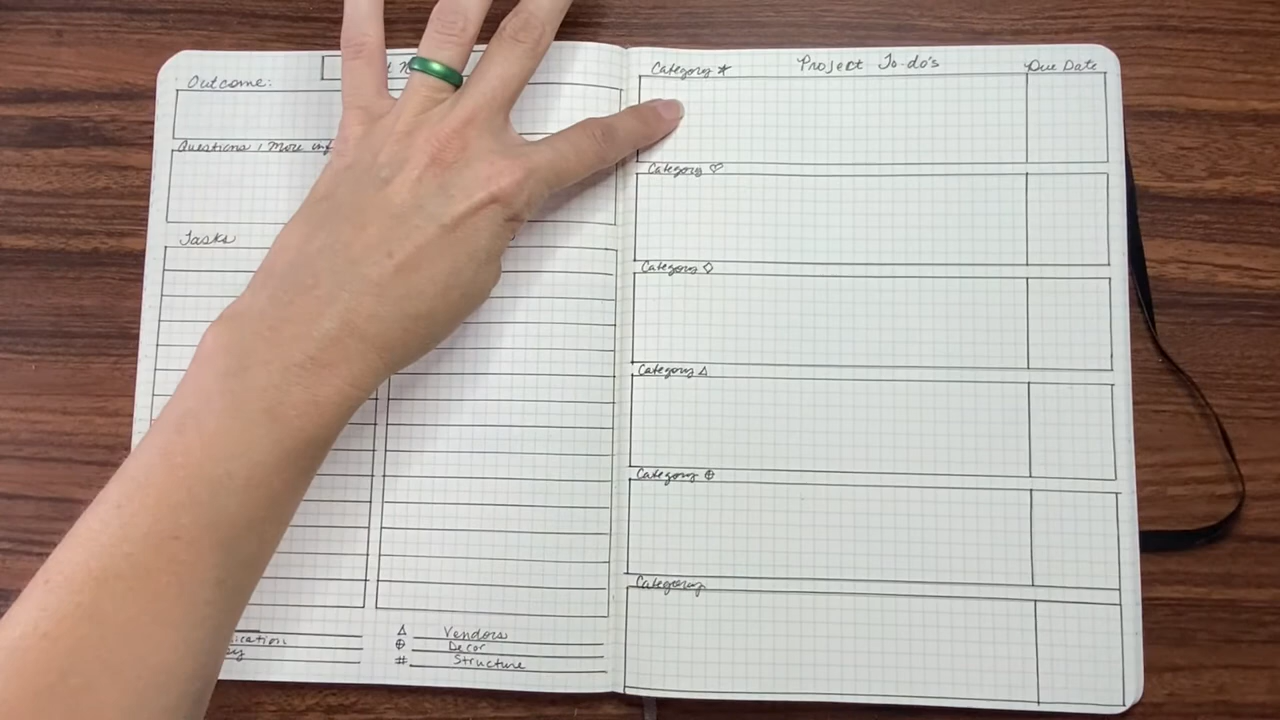 Outcome:
Questions / More inf
Tasks
ication
△ Vendors
⊕ Decor
# Structure
Project To-do's
Category ★
Due Date
Category ♡
Category ◇
Category △
Category ⊕
Category